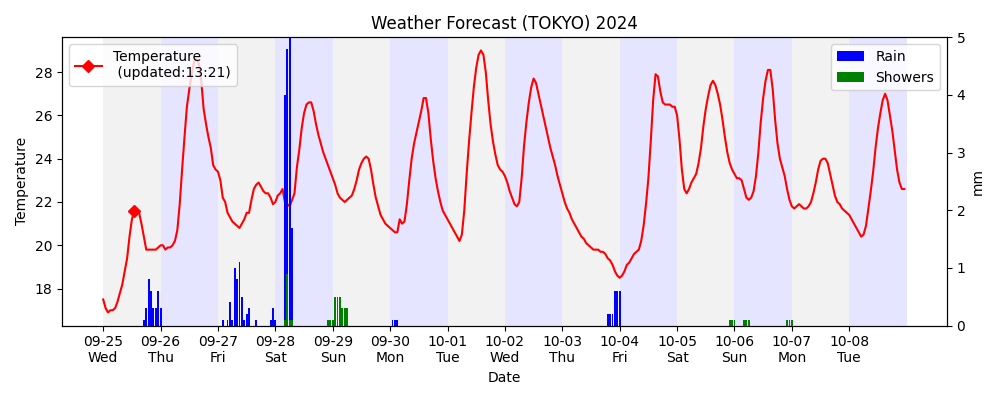 Weather Forecast (TOKYO) 2024
Temperature
(updated:13:21)
Rain
Showers
Temperature
28
26
24
22
20
18
5
4
3
2
1
0
mm
09-25 09-26 09-27 09-28 09-29 09-30 10-01 10-02 10-03 10-04 10-05 10-06 10-07 10-08
Wed Thu Fri Sat Sun Mon Tue Wed Thu Fri Sat Sun Mon Tue
Date